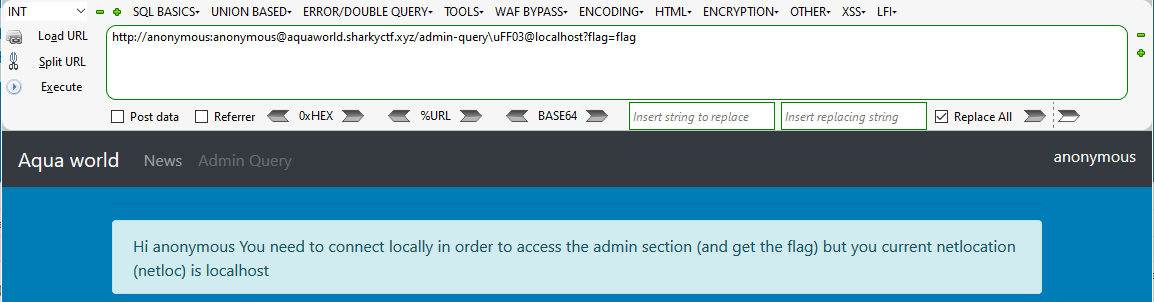 INT SQL BASICS▾ UNION BASED▾ ERROR/DOUBLE QUERY▾ TOOLS▾ WAF BYPASS▾ ENCODING▾ HTML▾ ENCRYPTION▾ OTHER▾ XSS▾ LFI▾
Load URL
http://anonymous:anonymous@aquaworld.sharkyctf.xyz/admin-query\uFF03@localhost?flag=flag
Split URL
Execute
Post data Referrer 0xHEX %URL BASE64 Insert string to replace Insert replacing string Replace All
Aqua world News Admin Query anonymous
Hi anonymous You need to connect locally in order to access the admin section (and get the flag) but you current netlocation
(netloc) is localhost